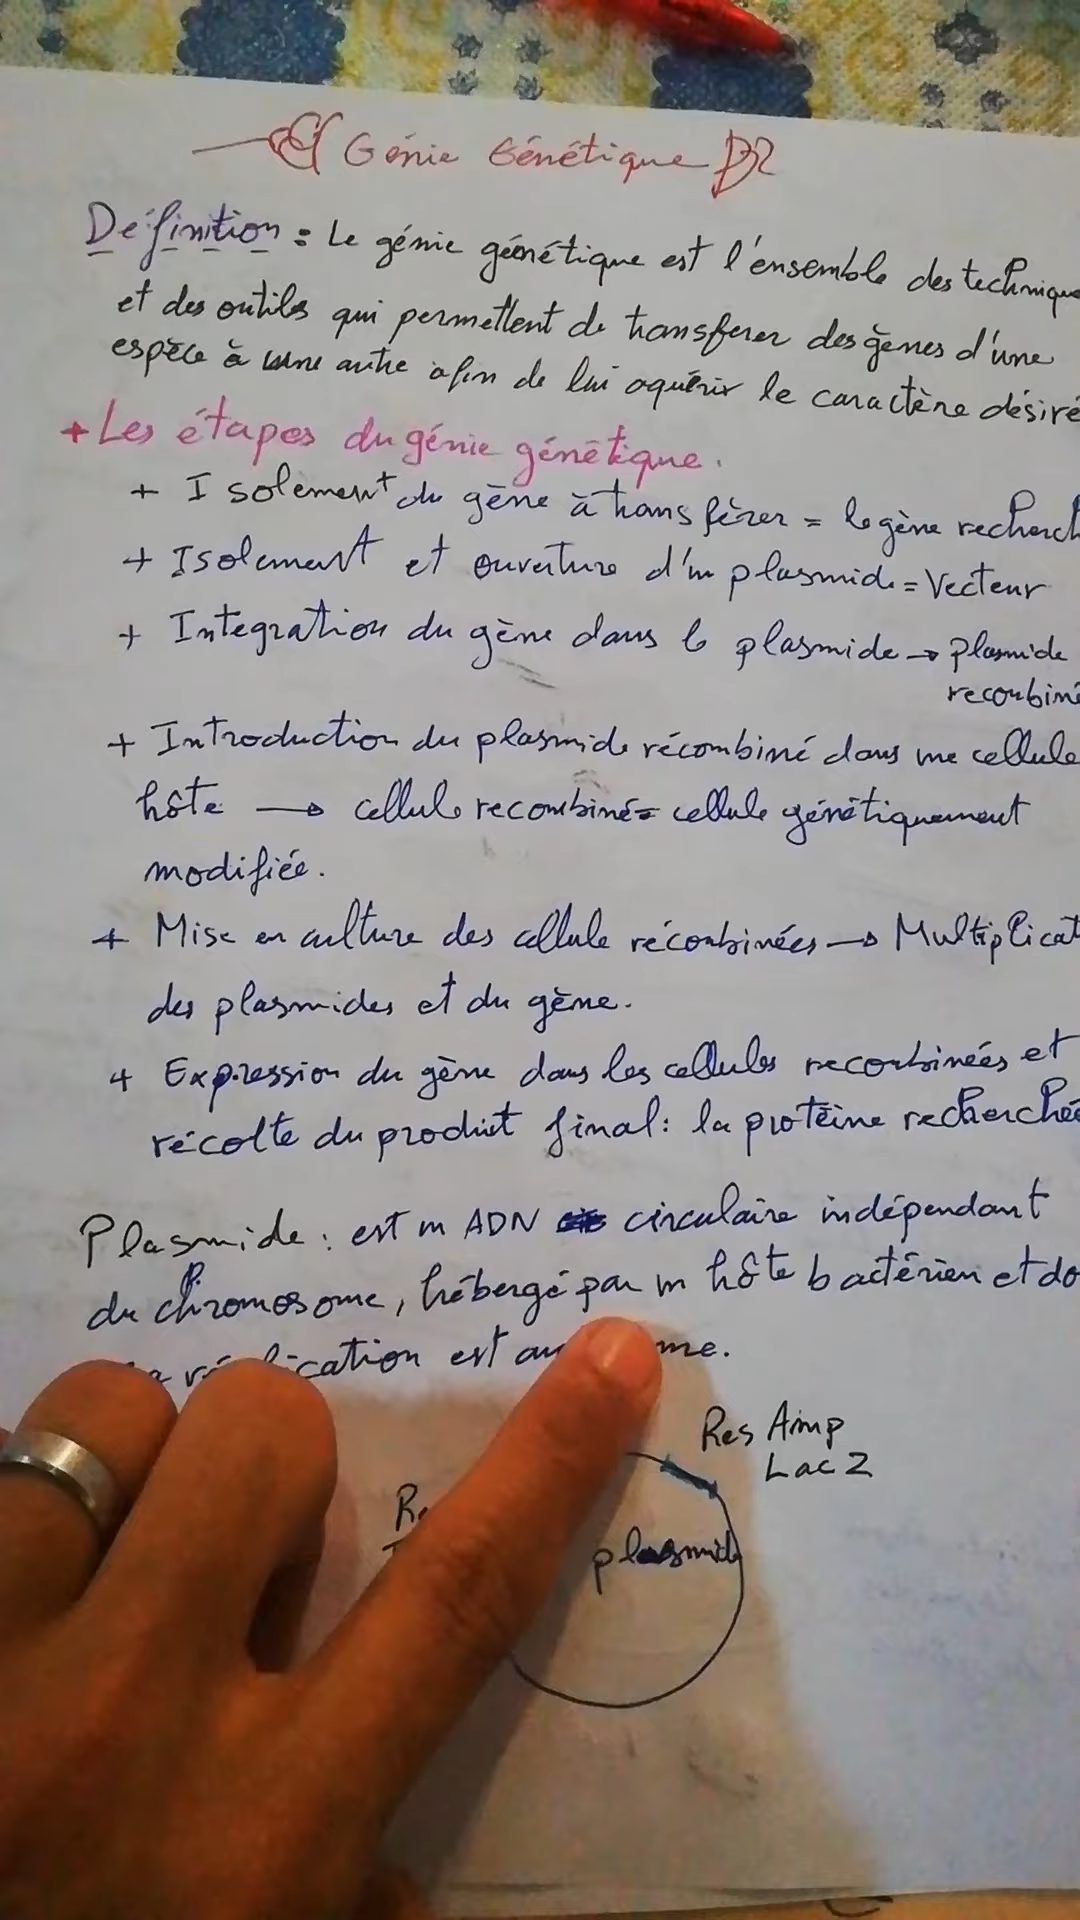 Génie Génétique
Définition : Le génie géenétique est l'ensemble des technique
et des outiles qui permettent de transferer des gènes d'une
espèce à une autre afin de lui aquérir le caractère désiré
+ Les étapes du génie génétique.
+ Isolement du gène à transférer = le gène recherch
+ Isolement et ouverture d'un plasmide = Vecteur
+ Integration du gène dans le plasmide → plasmide
recombiné
+ Introduction du plasmide récombiné dans une cellule
hôte → cellule recombiné = cellule génétiquement
modifiée.
+ Mise en culture des cellule récombinées → Multiplicat
des plasmides et du gène.
+ Expression du gène dans les cellules recombineés et
récolte du produit final : la protéine recherchée
Plasmide : est un ADN circulaire indépendant
du chromosome, hébergé par un hôte bactérien et do
est
Res Amp
Lac Z
plasmide